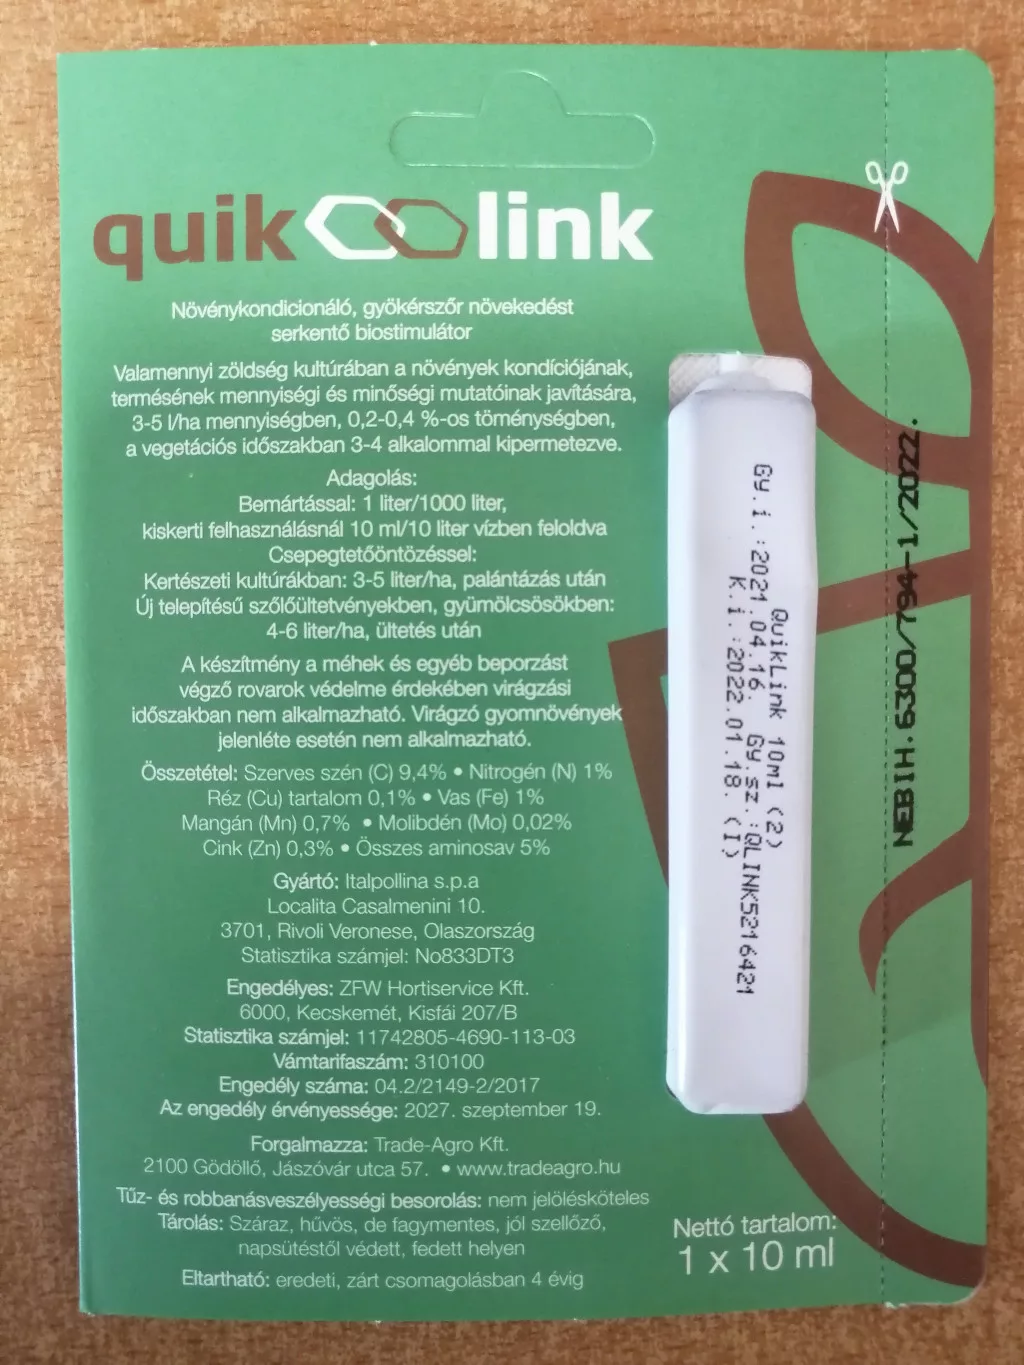 quik link
Növénykondicionáló, gyökérszőr növekedést
serkentő biostimulátor
Valamennyi zöldség kultúrában a növények kondíciójának,
termésének mennyiségi és minőségi mutatóinak javítására,
3-5 l/ha mennyiségben, 0,2-0,4 %-os töménységben,
a vegetációs időszakban 3-4 alkalommal kipermetezve.
Adagolás:
Bemártással: 1 liter/1000 liter,
kiskerti felhasználásnál 10 ml/10 liter vízben feloldva
Csepegtetőöntözéssel:
Kertészeti kultúrákban: 3-5 liter/ha, palántázás után
Új telepítésű szőlőültetvényekben, gyümölcsösökben:
4-6 liter/ha, ültetés után
A készítmény a méhek és egyéb beporzást
végző rovarok védelme érdekében virágzási
időszakban nem alkalmazható. Virágzó gyomnövények
jelenléte esetén nem alkalmazható.
Összetétel: Szerves szén (C) 9,4% • Nitrogén (N) 1%
Réz (Cu) tartalom 0,1% • Vas (Fe) 1%
Mangán (Mn) 0,7% • Molibdén (Mo) 0,02%
Cink (Zn) 0,3% • Összes aminosav 5%
Gyártó: Italpollina s.p.a
Localita Casalmenini 10.
3701, Rivoli Veronese, Olaszország
Statisztika számjel: No833DT3
Engedélyes: ZFW Hortiservice Kft.
6000, Kecskemét, Kisfái 207/B
Statisztika számjel: 11742805-4690-113-03
Vámtarifaszám: 310100
Engedély száma: 04.2/2149-2/2017
Az engedély érvényessége: 2027. szeptember 19.
Forgalmazza: Trade-Agro Kft.
2100 Gödöllő, Jászóvár utca 57. • www.tradeagro.hu
Tűz- és robbanásveszélyességi besorolás: nem jelölésköteles
Tárolás: Száraz, hűvös, de fagymentes, jól szellőző,
napsütéstől védett, fedett helyen
Eltartható: eredeti, zárt csomagolásban 4 évig
Nettó tartalom:
1 x 10 ml
QuikLink 10ml (2)
Gy.i.:2021.04.16. Gy.sz.:QLINK5216421
K.i.:2022.01.18. (I)
NEBIH:6300/794-1/2022.